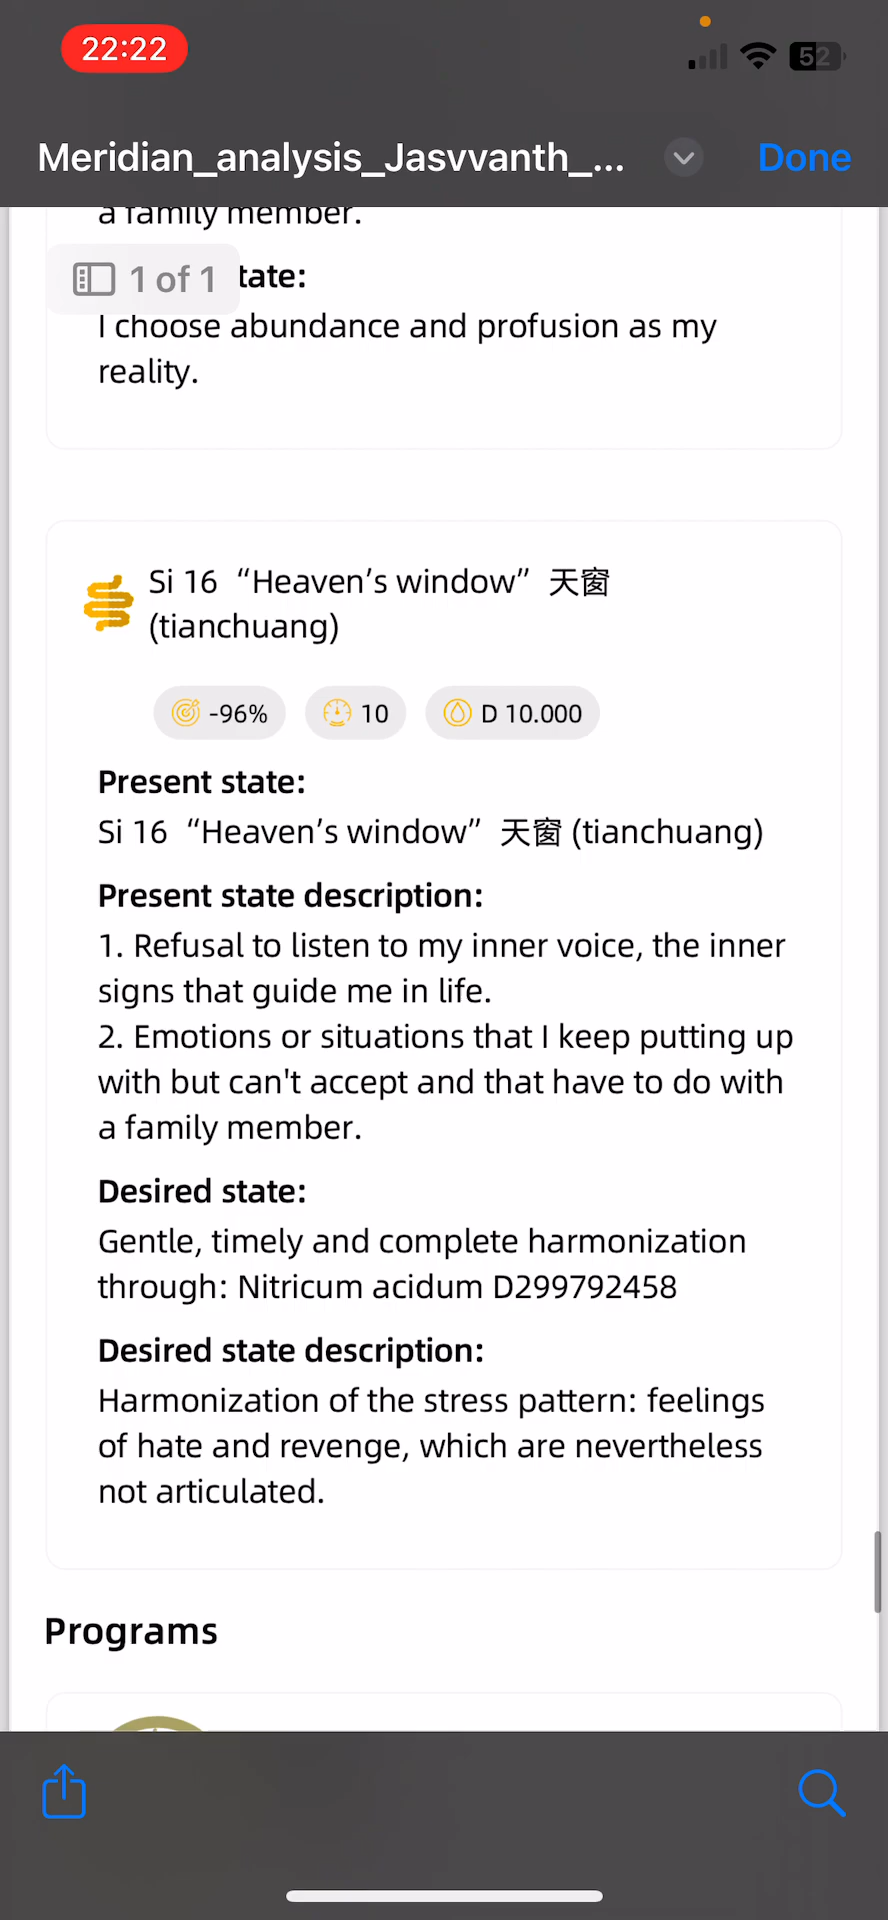 22:22
52
Meridian_analysis_Jasvvanth_...
Done
a family member.
1 of 1
tate:
I choose abundance and profusion as my
reality.
Si 16 “Heaven’s window” 天窗
(tianchuang)
-96%
10
D 10.000
Present state:
Si 16 “Heaven’s window” 天窗 (tianchuang)
Present state description:
1. Refusal to listen to my inner voice, the inner
signs that guide me in life.
2. Emotions or situations that I keep putting up
with but can't accept and that have to do with
a family member.
Desired state:
Gentle, timely and complete harmonization
through: Nitricum acidum D299792458
Desired state description:
Harmonization of the stress pattern: feelings
of hate and revenge, which are nevertheless
not articulated.
Programs